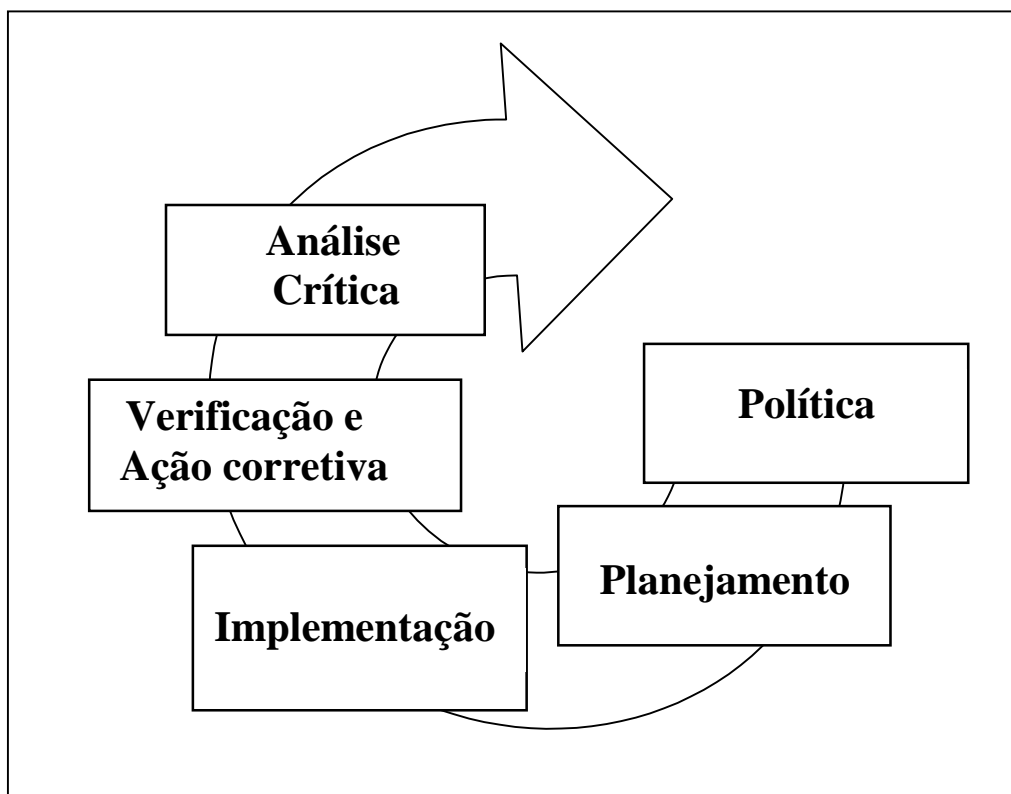 Análise
Crítica
Verificação e
Ação corretiva
Implementação
Política
Planejamento